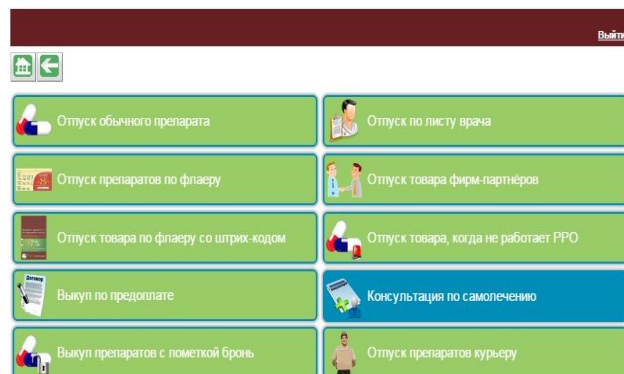 Выйти
Отпуск обычного препарата
Отпуск по листу врача
Отпуск препаратов по флаеру
Отпуск товара фирм-партнёров
Отпуск товара по флаеру со штрих-кодом
Отпуск товара, когда не работает РРО
Договор
Выкуп по предоплате
Консультация по самолечению
Выкуп препаратов с пометкой бронь
Отпуск препаратов курьеру